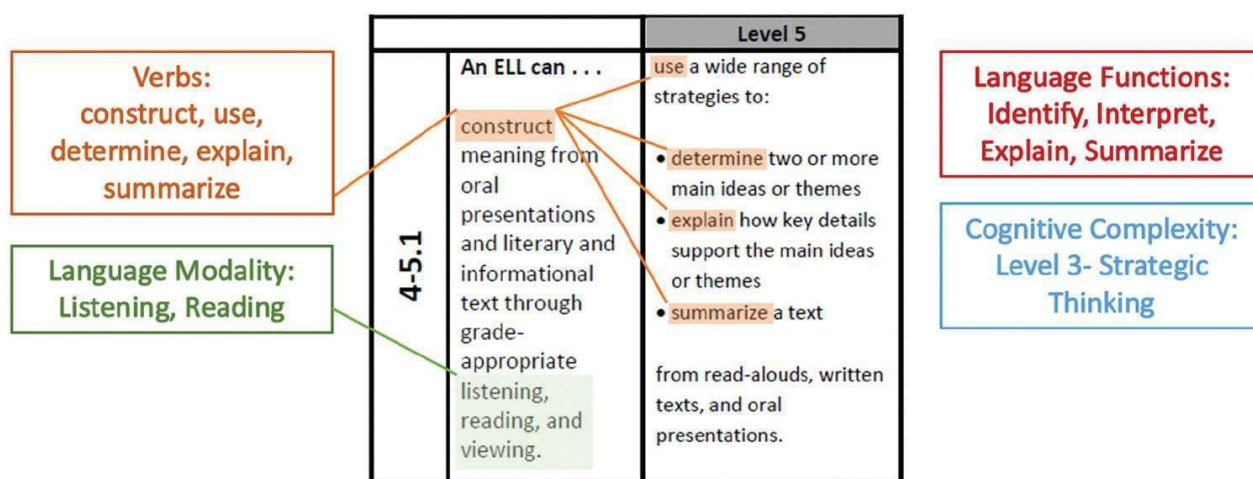 Verbs:
construct, use,
determine, explain,
summarize
Language Modality:
Listening, Reading
Level 5
4-5.1
An ELL can . . .
construct
meaning from
oral
presentations
and literary and
informational
text through
grade-
appropriate
listening,
reading, and
viewing.
use a wide range of
strategies to:
• determine two or more
main ideas or themes
• explain how key details
support the main ideas
or themes
• summarize a text
from read-alouds, written
texts, and oral
presentations.
Language Functions:
Identify, Interpret,
Explain, Summarize
Cognitive Complexity:
Level 3- Strategic
Thinking